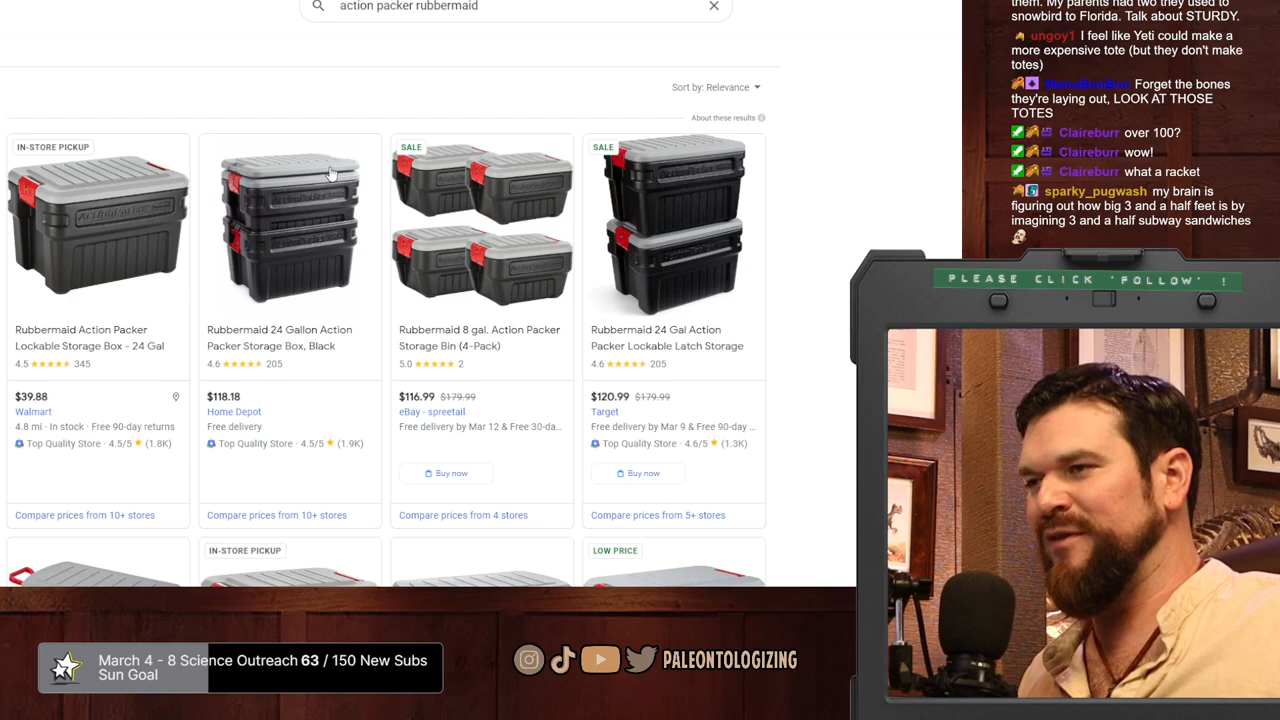 action packer rubbermaid
Sort by: Relevance
About these results
IN-STORE PICKUP
Rubbermaid Action Packer
Lockable Storage Box - 24 Gal
4.5 345
$39.88
Walmart
4.8 mi · In stock · Free 90-day returns
Top Quality Store · 4.5/5 (1.8K)
Compare prices from 10+ stores
Rubbermaid 24 Gallon Action
Packer Storage Box, Black
4.6 205
$118.18
Home Depot
Free delivery
Top Quality Store · 4.5/5 (1.9K)
Compare prices from 10+ stores
SALE
Rubbermaid 8 gal. Action Packer
Storage Bin (4-Pack)
5.0 2
$116.99 $179.99
eBay - spreetail
Free delivery by Mar 12 & Free 30-da...
Buy now
Compare prices from 4 stores
SALE
Rubbermaid 24 Gal Action
Packer Lockable Latch Storage
4.6 205
$120.99 $179.99
Target
Free delivery by Mar 9 & Free 90-day ...
Top Quality Store · 4.6/5 (1.3K)
Buy now
Compare prices from 5+ stores
IN-STORE PICKUP
LOW PRICE
them. My parents had two they used to
snowbird to Florida. Talk about STURDY.
ungoy1 I feel like Yeti could make a
more expensive tote (but they don't make
totes)
Forget the bones
they're laying out, LOOK AT THOSE
TOTES
Claireburr over 100?
Claireburr wow!
Claireburr what a racket
sparky_pugwash my brain is
figuring out how big 3 and a half feet is by
imagining 3 and a half subway sandwiches
PLEASE CLICK 'FOLLOW' !
March 4 - 8 Science Outreach 63 / 150 New Subs
Sun Goal
PALEONTOLOGIZING